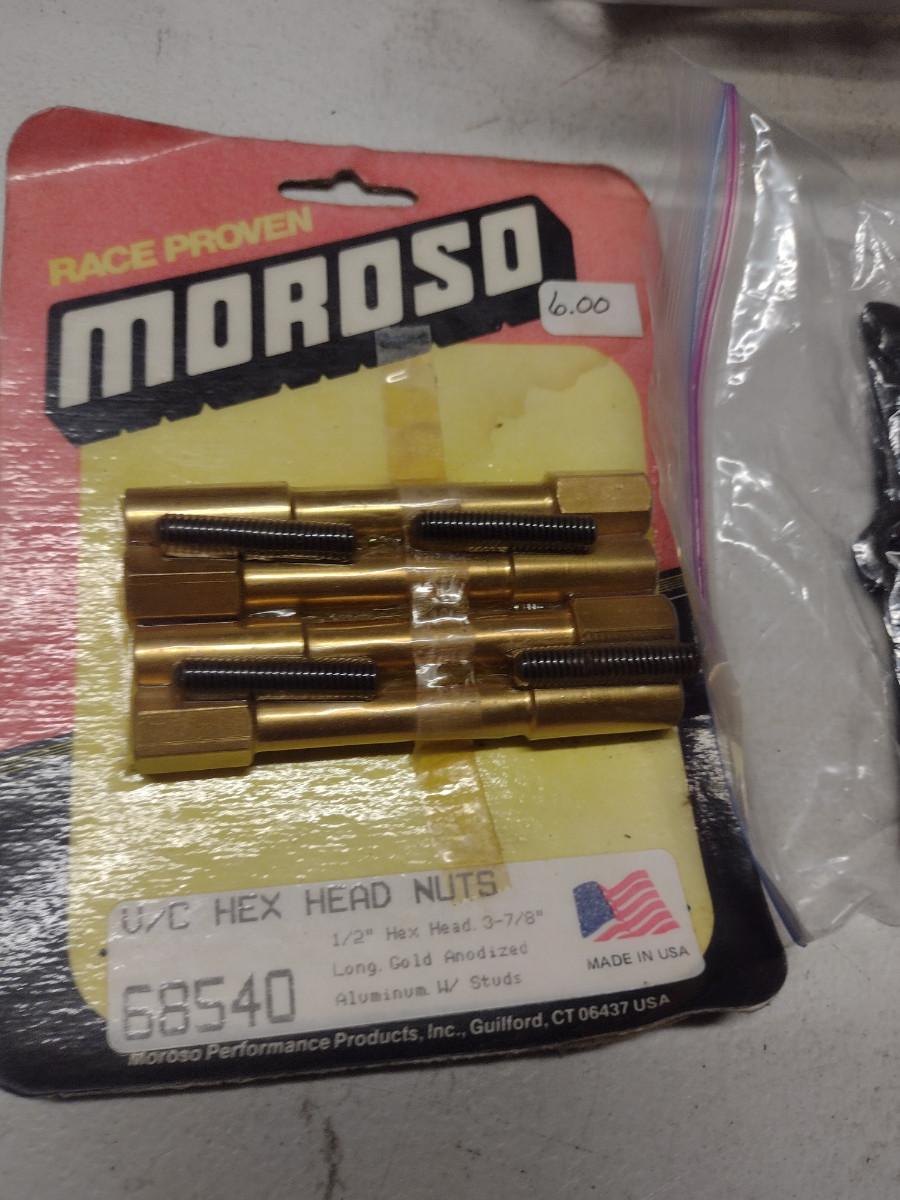 RACE PROVEN
MOROSO
6.00
V/C HEX HEAD NUTS
1/2" Hex Head. 3-7/8"
Long. Gold Anodized
Aluminum W/ Studs
68540
MADE IN USA
Moroso Performance Products, Inc., Guilford, CT 06437 USA